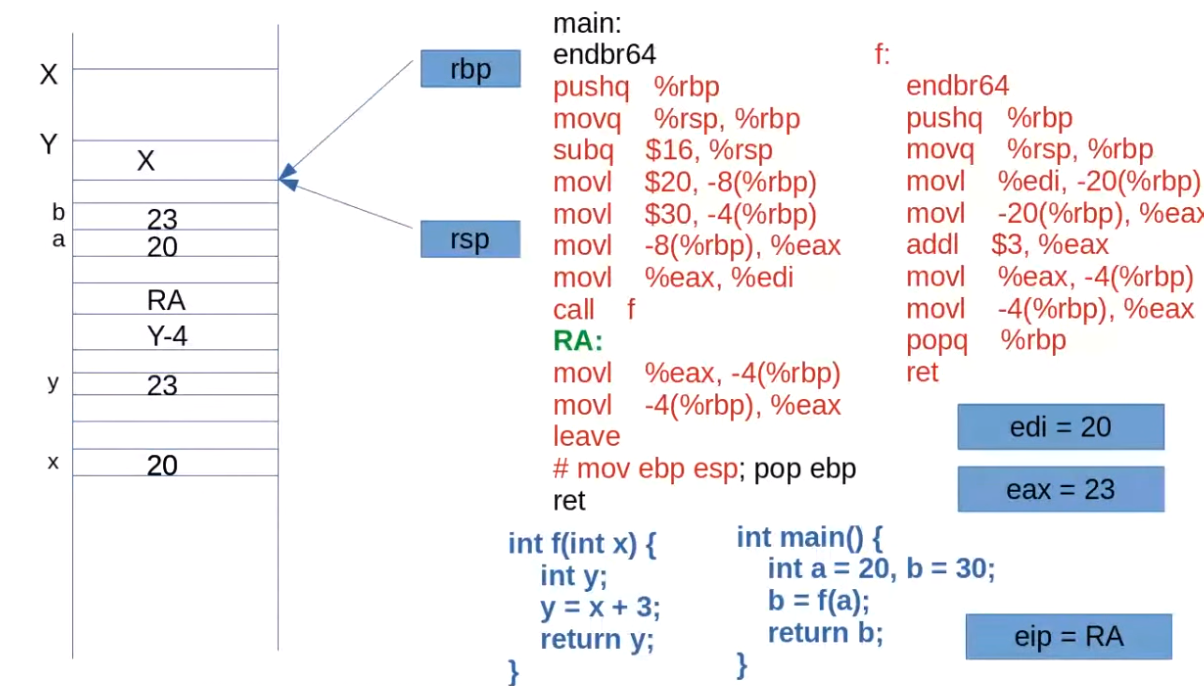 X
Y
X
b
23
a
20
RA
Y-4
y
23
x
20
rbp
rsp
main:
endbr64
pushq %rbp
movq %rsp, %rbp
subq $16, %rsp
movl $20, -8(%rbp)
movl $30, -4(%rbp)
movl -8(%rbp), %eax
movl %eax, %edi
call f
RA:
movl %eax, -4(%rbp)
movl -4(%rbp), %eax
leave
# mov ebp esp; pop ebp
ret
f:
endbr64
pushq %rbp
movq %rsp, %rbp
movl %edi, -20(%rbp)
movl -20(%rbp), %eax
addl $3, %eax
movl %eax, -4(%rbp)
movl -4(%rbp), %eax
popq %rbp
ret
edi = 20
eax = 23
int f(int x) {
int y;
y = x + 3;
return y;
}
int main() {
int a = 20, b = 30;
b = f(a);
return b;
}
eip = RA